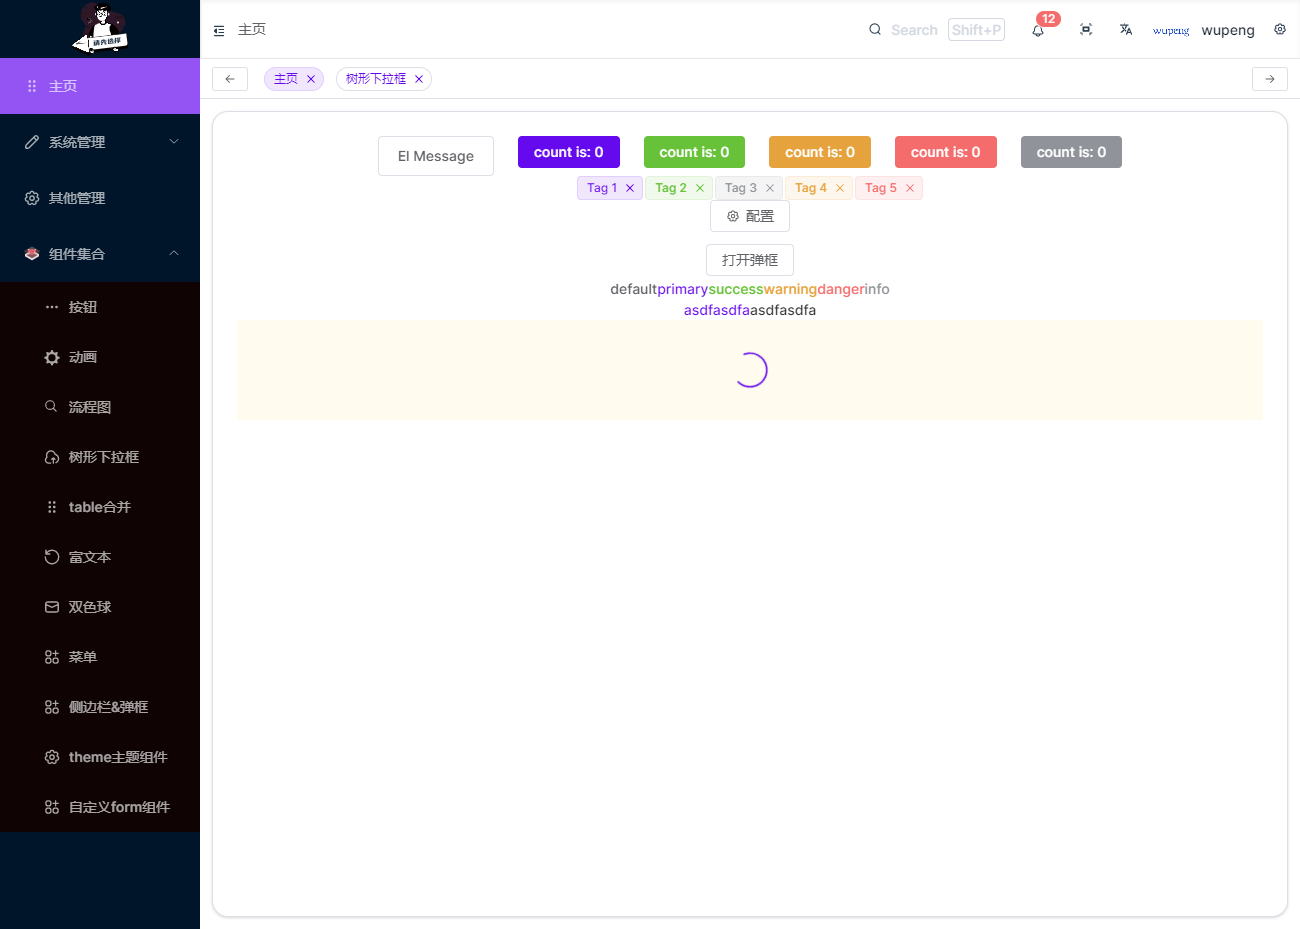 请先选择
主页
系统管理
其他管理
组件集合
按钮
动画
流程图
树形下拉框
table合并
富文本
双色球
菜单
侧边栏&弹框
theme主题组件
自定义form组件
主页
Search Shift+P
12
wupeng
wupeng
主页
树形下拉框
El Message
count is: 0
count is: 0
count is: 0
count is: 0
count is: 0
Tag 1
Tag 2
Tag 3
Tag 4
Tag 5
配置
打开弹框
defaultprimarysuccesswarningdangerinfo
asdfasdfaasdfasdfa